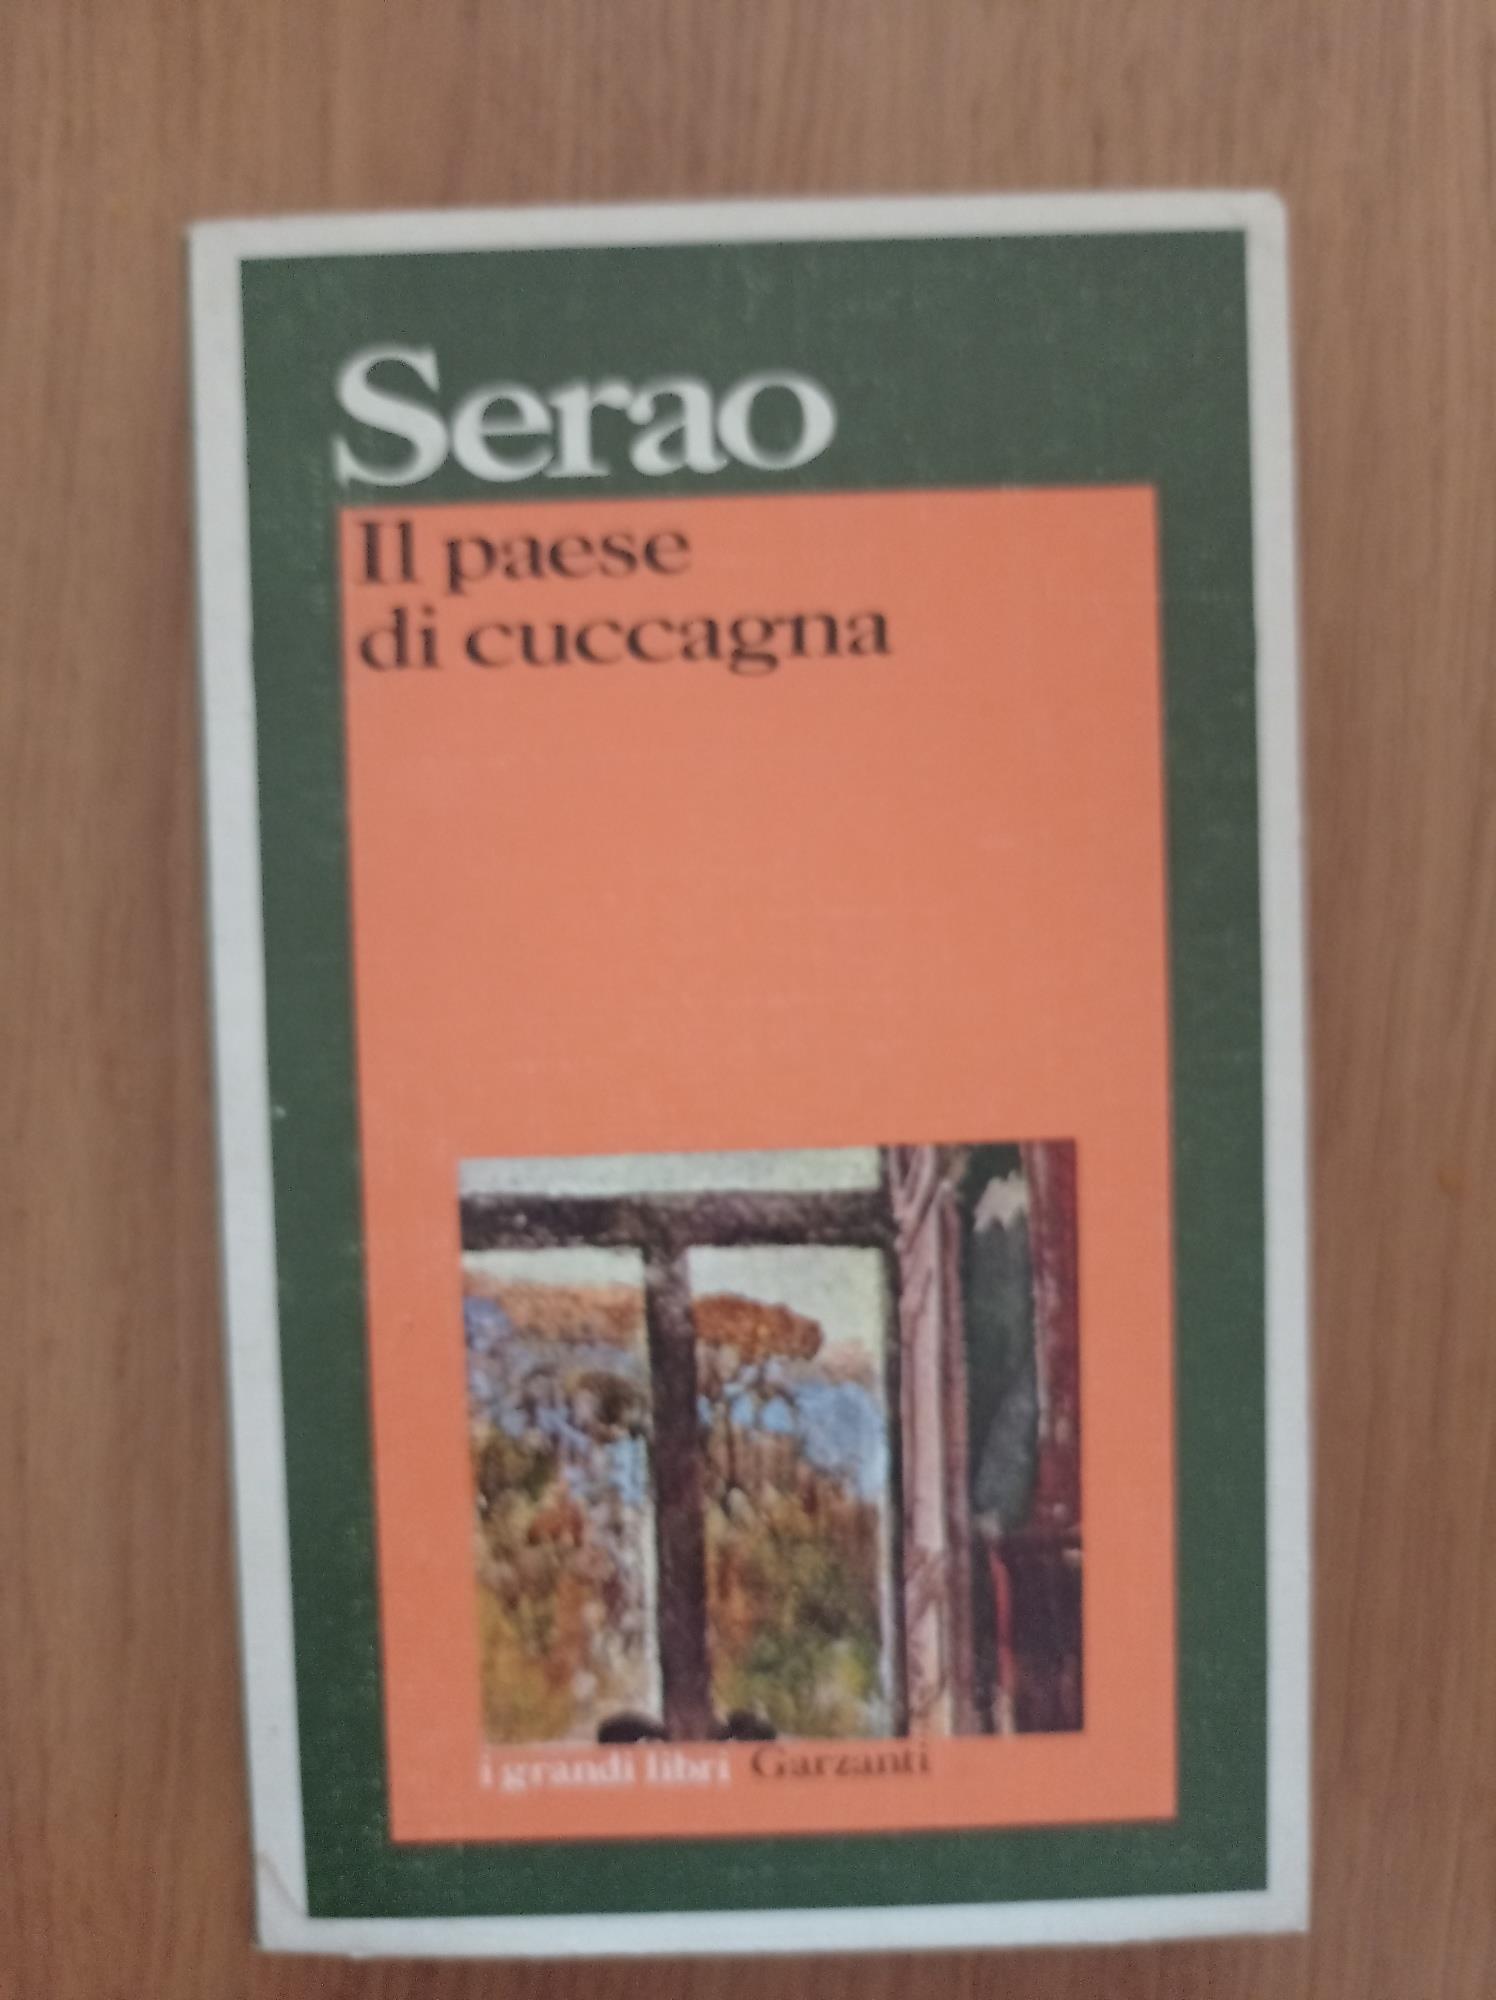 Serao
Il paese
di cuccagna
i grandi libri Garzanti